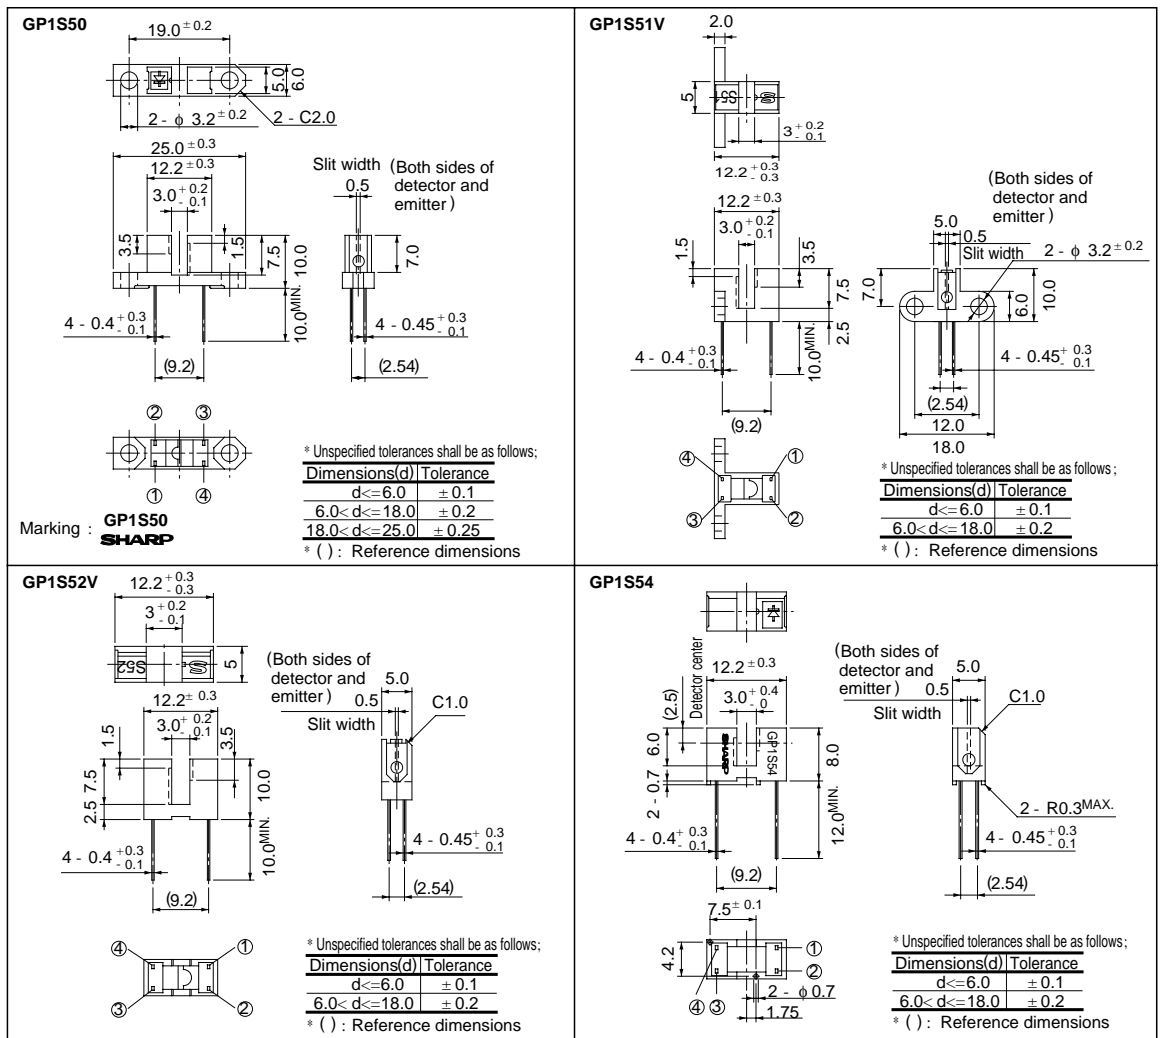 GP1S50
19.0 ± 0.2
5.0
6.0
2 - φ 3.2 ± 0.2
2 - C2.0
25.0 ± 0.3
12.2 ± 0.3
3.0 + 0.2 - 0.1
Slit width
0.5
(Both sides of
detector and
emitter )
3.5
1.5
7.5
10.0
7.0
10.0 MIN.
4 - 0.4 +0.3 - 0.1
4 - 0.45 +0.3 - 0.1
(9.2)
(2.54)
② ③
① ④
Marking : GP1S50
SHARP
* Unspecified tolerances shall be as follows;
Dimensions(d) Tolerance
d<=6.0 ± 0.1
6.0< d<=18.0 ± 0.2
18.0< d<=25.0 ± 0.25
* ( ) : Reference dimensions
GP1S51V
2.0
5
S51
S
3 + 0.2 - 0.1
12.2 + 0.3 - 0.3
12.2 ± 0.3
3.0 + 0.2 - 0.1
1.5
3.5
7.5
2.5
10.0 MIN.
(Both sides of
detector and
emitter )
5.0
0.5
Slit width
2 - φ 3.2 ± 0.2
7.0
6.0
10.0
4 - 0.4 +0.3 - 0.1
4 - 0.45 +0.3 - 0.1
(9.2)
(2.54)
12.0
18.0
④ ①
③ ②
* Unspecified tolerances shall be as follows ;
Dimensions(d) Tolerance
d<=6.0 ± 0.1
6.0< d<=18.0 ± 0.2
* ( ) : Reference dimensions
GP1S52V
12.2 + 0.3 - 0.3
3 + 0.2 - 0.1
S52
S
5
12.2 ± 0.3
3.0 + 0.2 - 0.1
1.5
3.5
7.5
2.5
10.0
10.0 MIN.
(Both sides of
detector and
emitter )
5.0
0.5
Slit width
C1.0
4 - 0.4 +0.3 - 0.1
4 - 0.45 + 0.3 - 0.1
(9.2)
(2.54)
④ ①
③ ②
* Unspecified tolerances shall be as follows;
Dimensions(d) Tolerance
d<=6.0 ± 0.1
6.0< d<=18.0 ± 0.2
* ( ) : Reference dimensions
GP1S54
Detector center
12.2 ± 0.3
3.0 + 0.4 - 0
(2.5)
6.0
2 - 0.7
SHARP
GP1S54
8.0
12.0 MIN.
(Both sides of
detector and
emitter )
5.0
0.5
Slit width
C1.0
2 - R0.3 MAX.
4 - 0.4 + 0.3 - 0.1
4 - 0.45 +0.3 - 0.1
(9.2)
(2.54)
7.5 ± 0.1
4.2
①
②
④ ③
2 - φ 0.7
1.75
* Unspecified tolerances shall be as follows ;
Dimensions(d) Tolerance
d<=6.0 ± 0.1
6.0< d<=18.0 ± 0.2
* ( ) : Reference dimensions